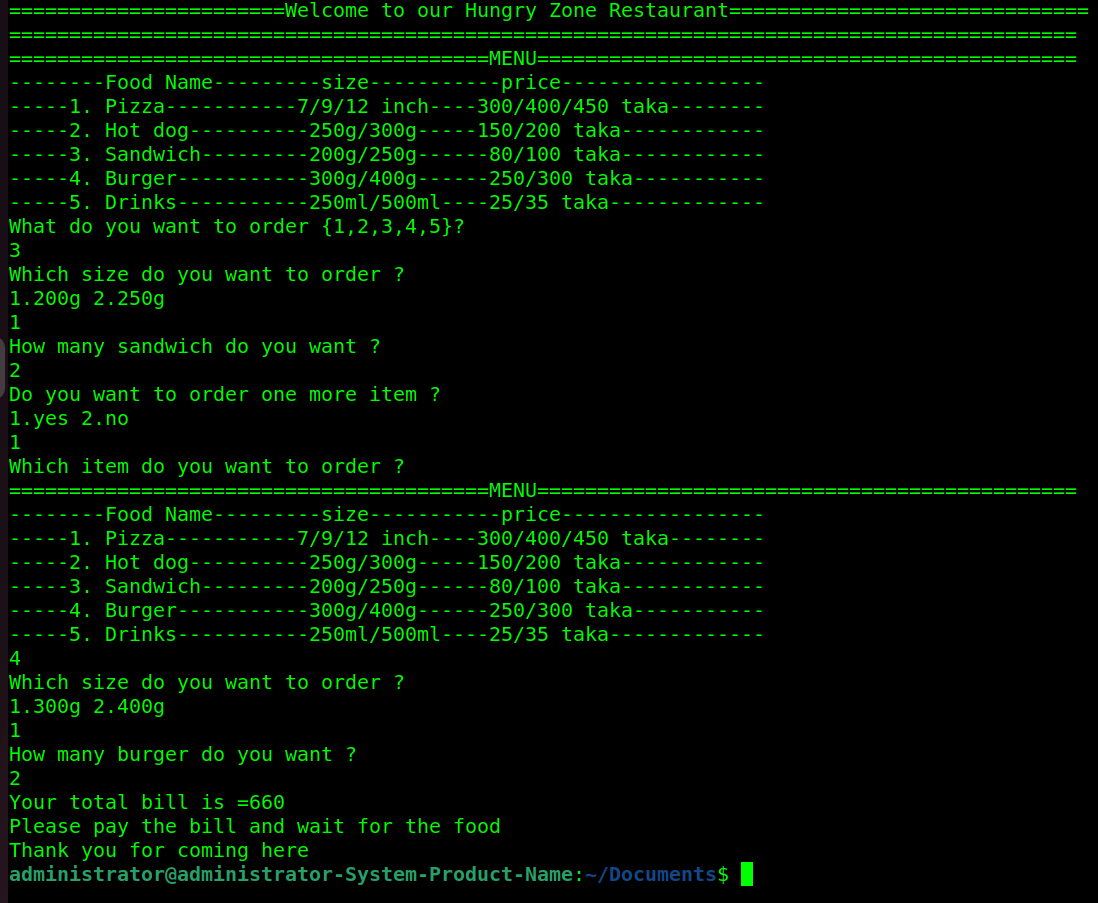 =======================Welcome to our Hungry Zone Restaurant==============================
=========================================================================================
========================================MENU=============================================
--------Food Name---------size-----------price-----------------
-----1. Pizza-----------7/9/12 inch----300/400/450 taka--------
-----2. Hot dog----------250g/300g-----150/200 taka------------
-----3. Sandwich---------200g/250g------80/100 taka------------
-----4. Burger-----------300g/400g------250/300 taka-----------
-----5. Drinks-----------250ml/500ml----25/35 taka-------------
What do you want to order {1,2,3,4,5}?
3
Which size do you want to order ?
1.200g 2.250g
1
How many sandwich do you want ?
2
Do you want to order one more item ?
1.yes 2.no
1
Which item do you want to order ?
========================================MENU=============================================
--------Food Name---------size-----------price-----------------
-----1. Pizza-----------7/9/12 inch----300/400/450 taka--------
-----2. Hot dog----------250g/300g-----150/200 taka------------
-----3. Sandwich---------200g/250g------80/100 taka------------
-----4. Burger-----------300g/400g------250/300 taka-----------
-----5. Drinks-----------250ml/500ml----25/35 taka-------------
4
Which size do you want to order ?
1.300g 2.400g
1
How many burger do you want ?
2
Your total bill is =660
Please pay the bill and wait for the food
Thank you for coming here
administrator@administrator-System-Product-Name:~/Documents$